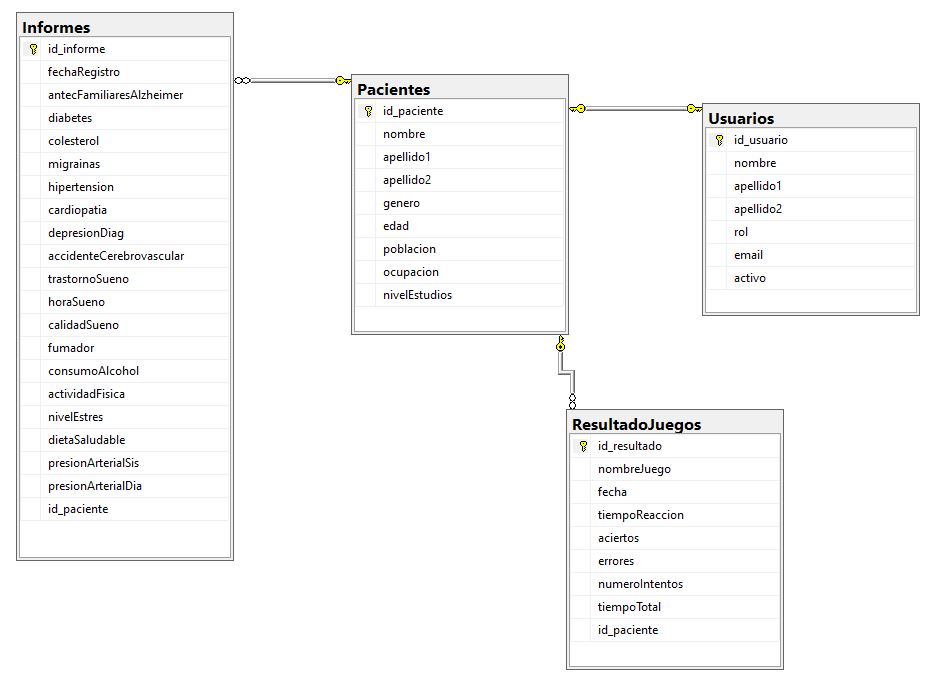 Informes
id_informe
fechaRegistro
antecFamiliaresAlzheimer
diabetes
colesterol
migrainas
hipertension
cardiopatia
depresionDiag
accidenteCerebrovascular
trastornoSueno
horaSueno
calidadSueno
fumador
consumoAlcohol
actividadFisica
nivelEstres
dietaSaludable
presionArterialSis
presionArterialDia
id_paciente
Pacientes
id_paciente
nombre
apellido1
apellido2
genero
edad
poblacion
ocupacion
nivelEstudios
Usuarios
id_usuario
nombre
apellido1
apellido2
rol
email
activo
ResultadoJuegos
id_resultado
nombreJuego
fecha
tiempoReaccion
aciertos
errores
numeroIntentos
tiempoTotal
id_paciente